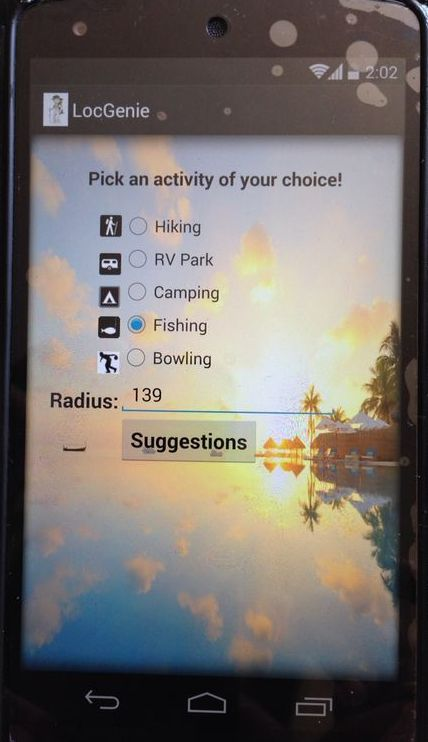 2:02
LocGenie
Pick an activity of your choice!
Hiking
RV Park
Camping
Fishing
Bowling
Radius: 139
Suggestions